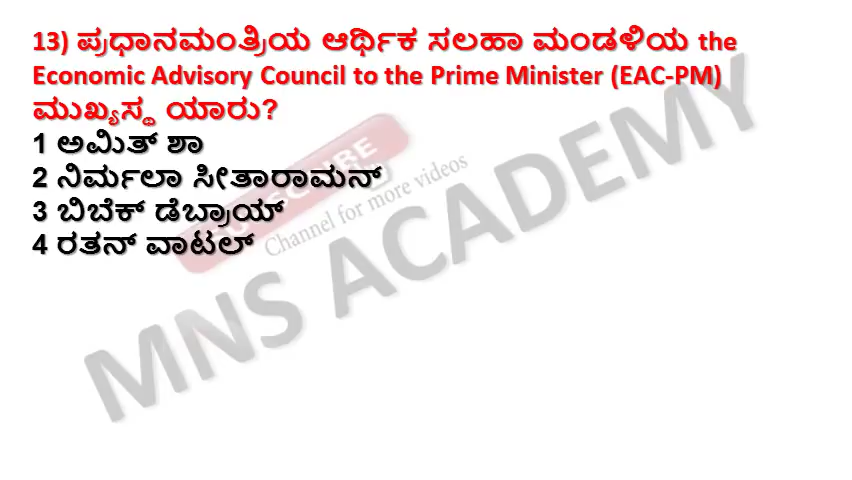 13) ಪ್ರಧಾನಮಂತ್ರಿಯ ಆರ್ಥಿಕ ಸಲಹಾ ಮಂಡಳಿಯ the
Economic Advisory Council to the Prime Minister (EAC-PM)
ಮುಖ್ಯಸ್ಥ ಯಾರು?
1 ಅಮಿತ್ ಶಾ
2 ನಿರ್ಮಲಾ ಸೀತಾರಾಮನ್
3 ಬಿಬೆಕ್ ಡೆಬ್ರಾಯ್
4 ರತನ್ ವಾಟಲ್
SUBSCRIBE
Channel for more videos
MNS ACADEMY